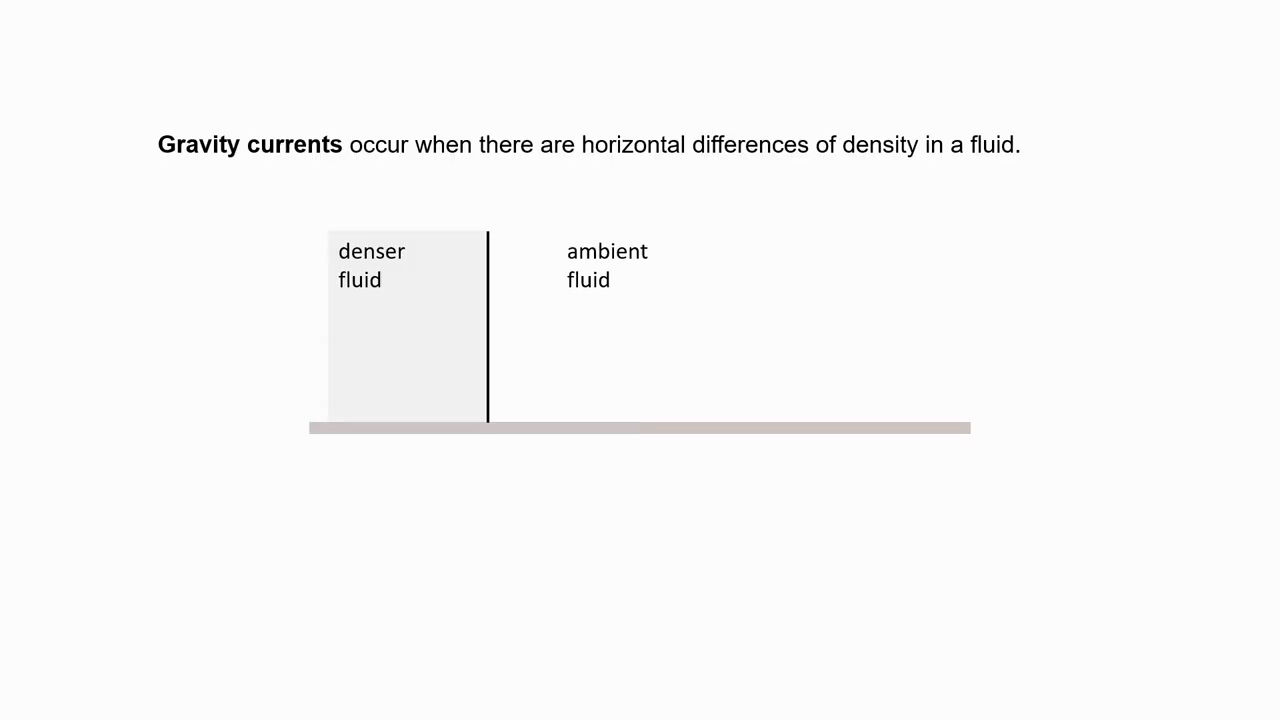 Gravity currents occur when there are horizontal differences of density in a fluid.
denser
fluid
ambient
fluid